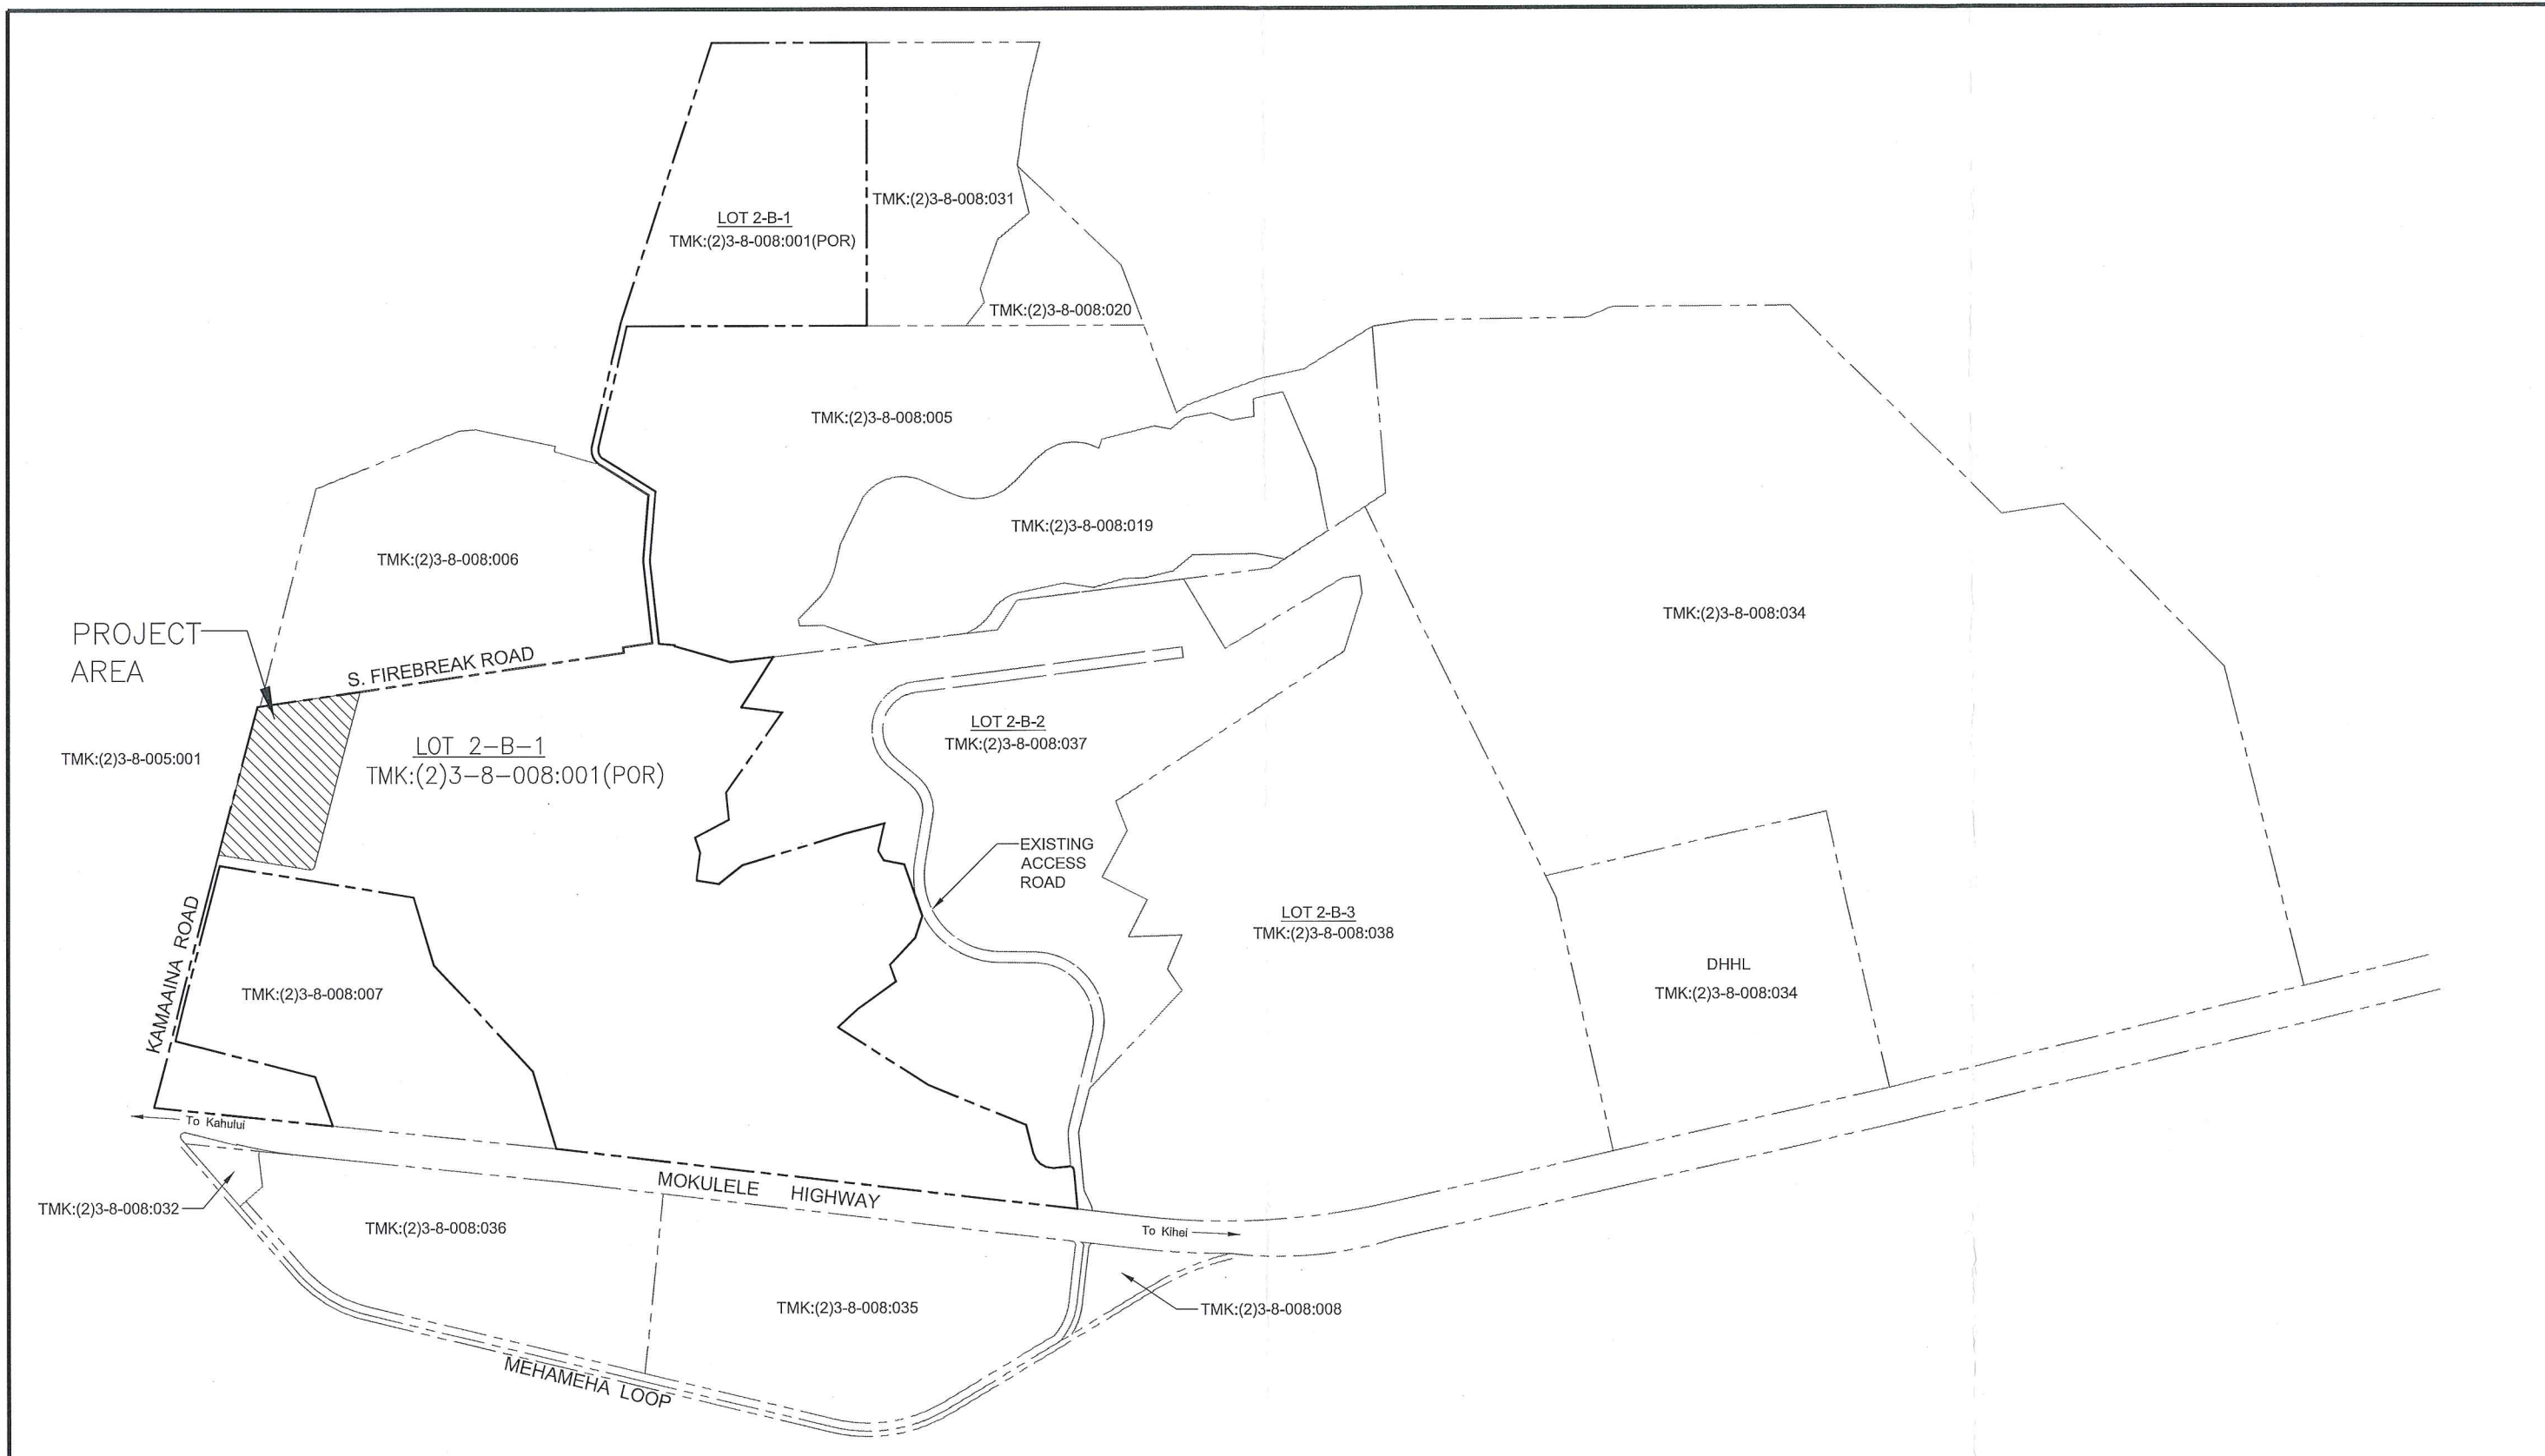 LOT 2-B-1
TMK:(2)3-8-008:001(POR)
TMK:(2)3-8-008:031
TMK:(2)3-8-008:020
TMK:(2)3-8-008:005
TMK:(2)3-8-008:019
TMK:(2)3-8-008:006
TMK:(2)3-8-008:034
PROJECT
AREA
S. FIREBREAK ROAD
TMK:(2)3-8-005:001
LOT 2-B-1
TMK:(2)3-8-008:001(POR)
LOT 2-B-2
TMK:(2)3-8-008:037
EXISTING
ACCESS
ROAD
LOT 2-B-3
TMK:(2)3-8-008:038
DHHL
TMK:(2)3-8-008:034
KAMAAINA ROAD
TMK:(2)3-8-008:007
To Kahului
MOKULELE HIGHWAY
To Kihei
TMK:(2)3-8-008:032
TMK:(2)3-8-008:036
TMK:(2)3-8-008:035
TMK:(2)3-8-008:008
MEHAMEHA LOOP